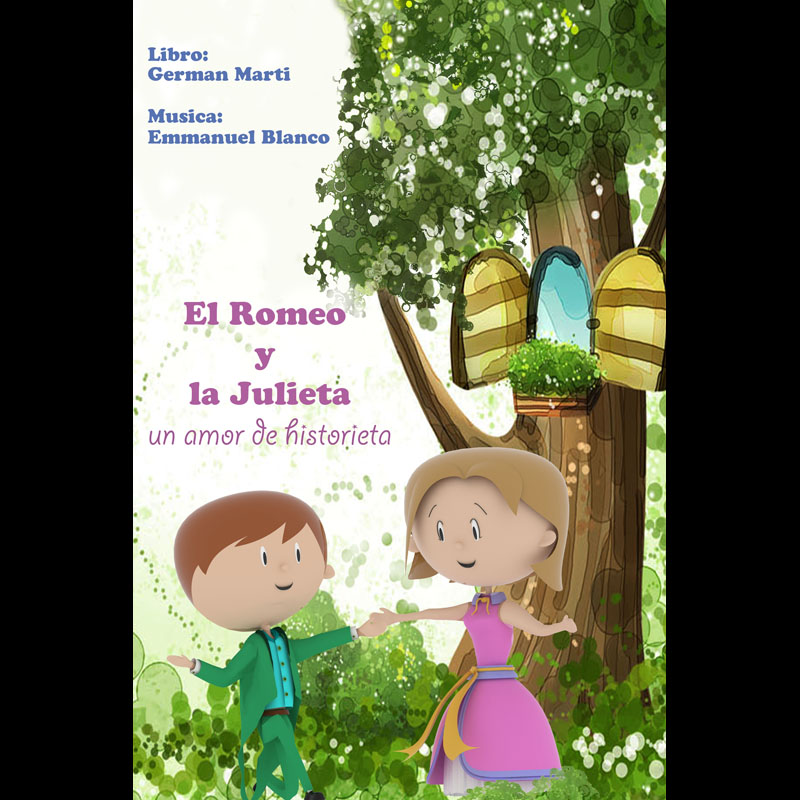 Libro:
German Marti
Musica:
Emmanuel Blanco
El Romeo
y
la Julieta
un amor de historieta